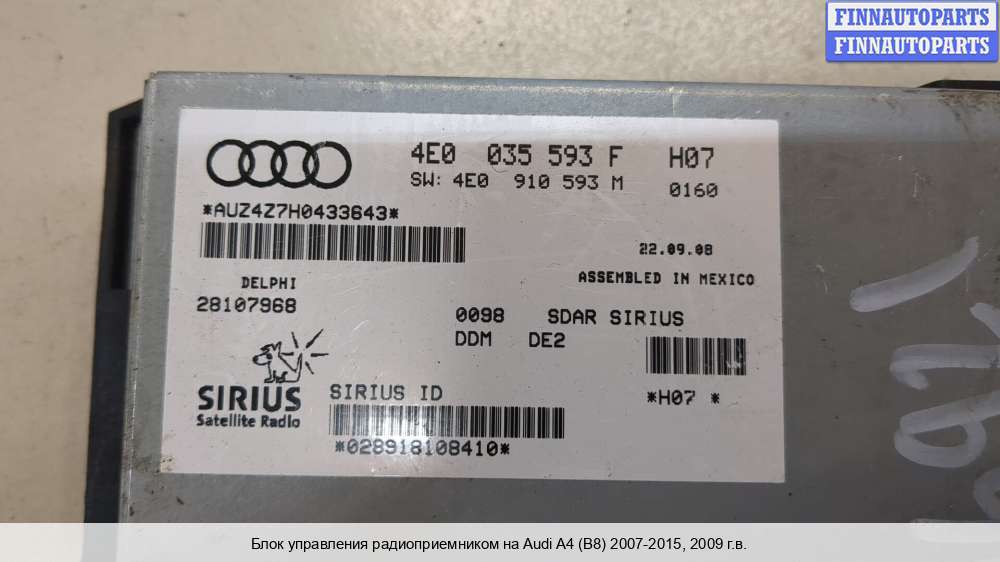 FINNAUTOPARTS
FINNAUTOPARTS
4E0 035 593 F H07
SW: 4E0 910 593 M 0160
*AUZ4Z7H0433643*
22.09.08
DELPHI
ASSEMBLED IN MEXICO
28107968
0098 SDAR SIRIUS
DDM DE2
SIRIUS
Satellite Radio
SIRIUS ID
*H07 *
*028918108410*
Блок управления радиоприемником на Audi A4 (B8) 2007-2015, 2009 г.в.